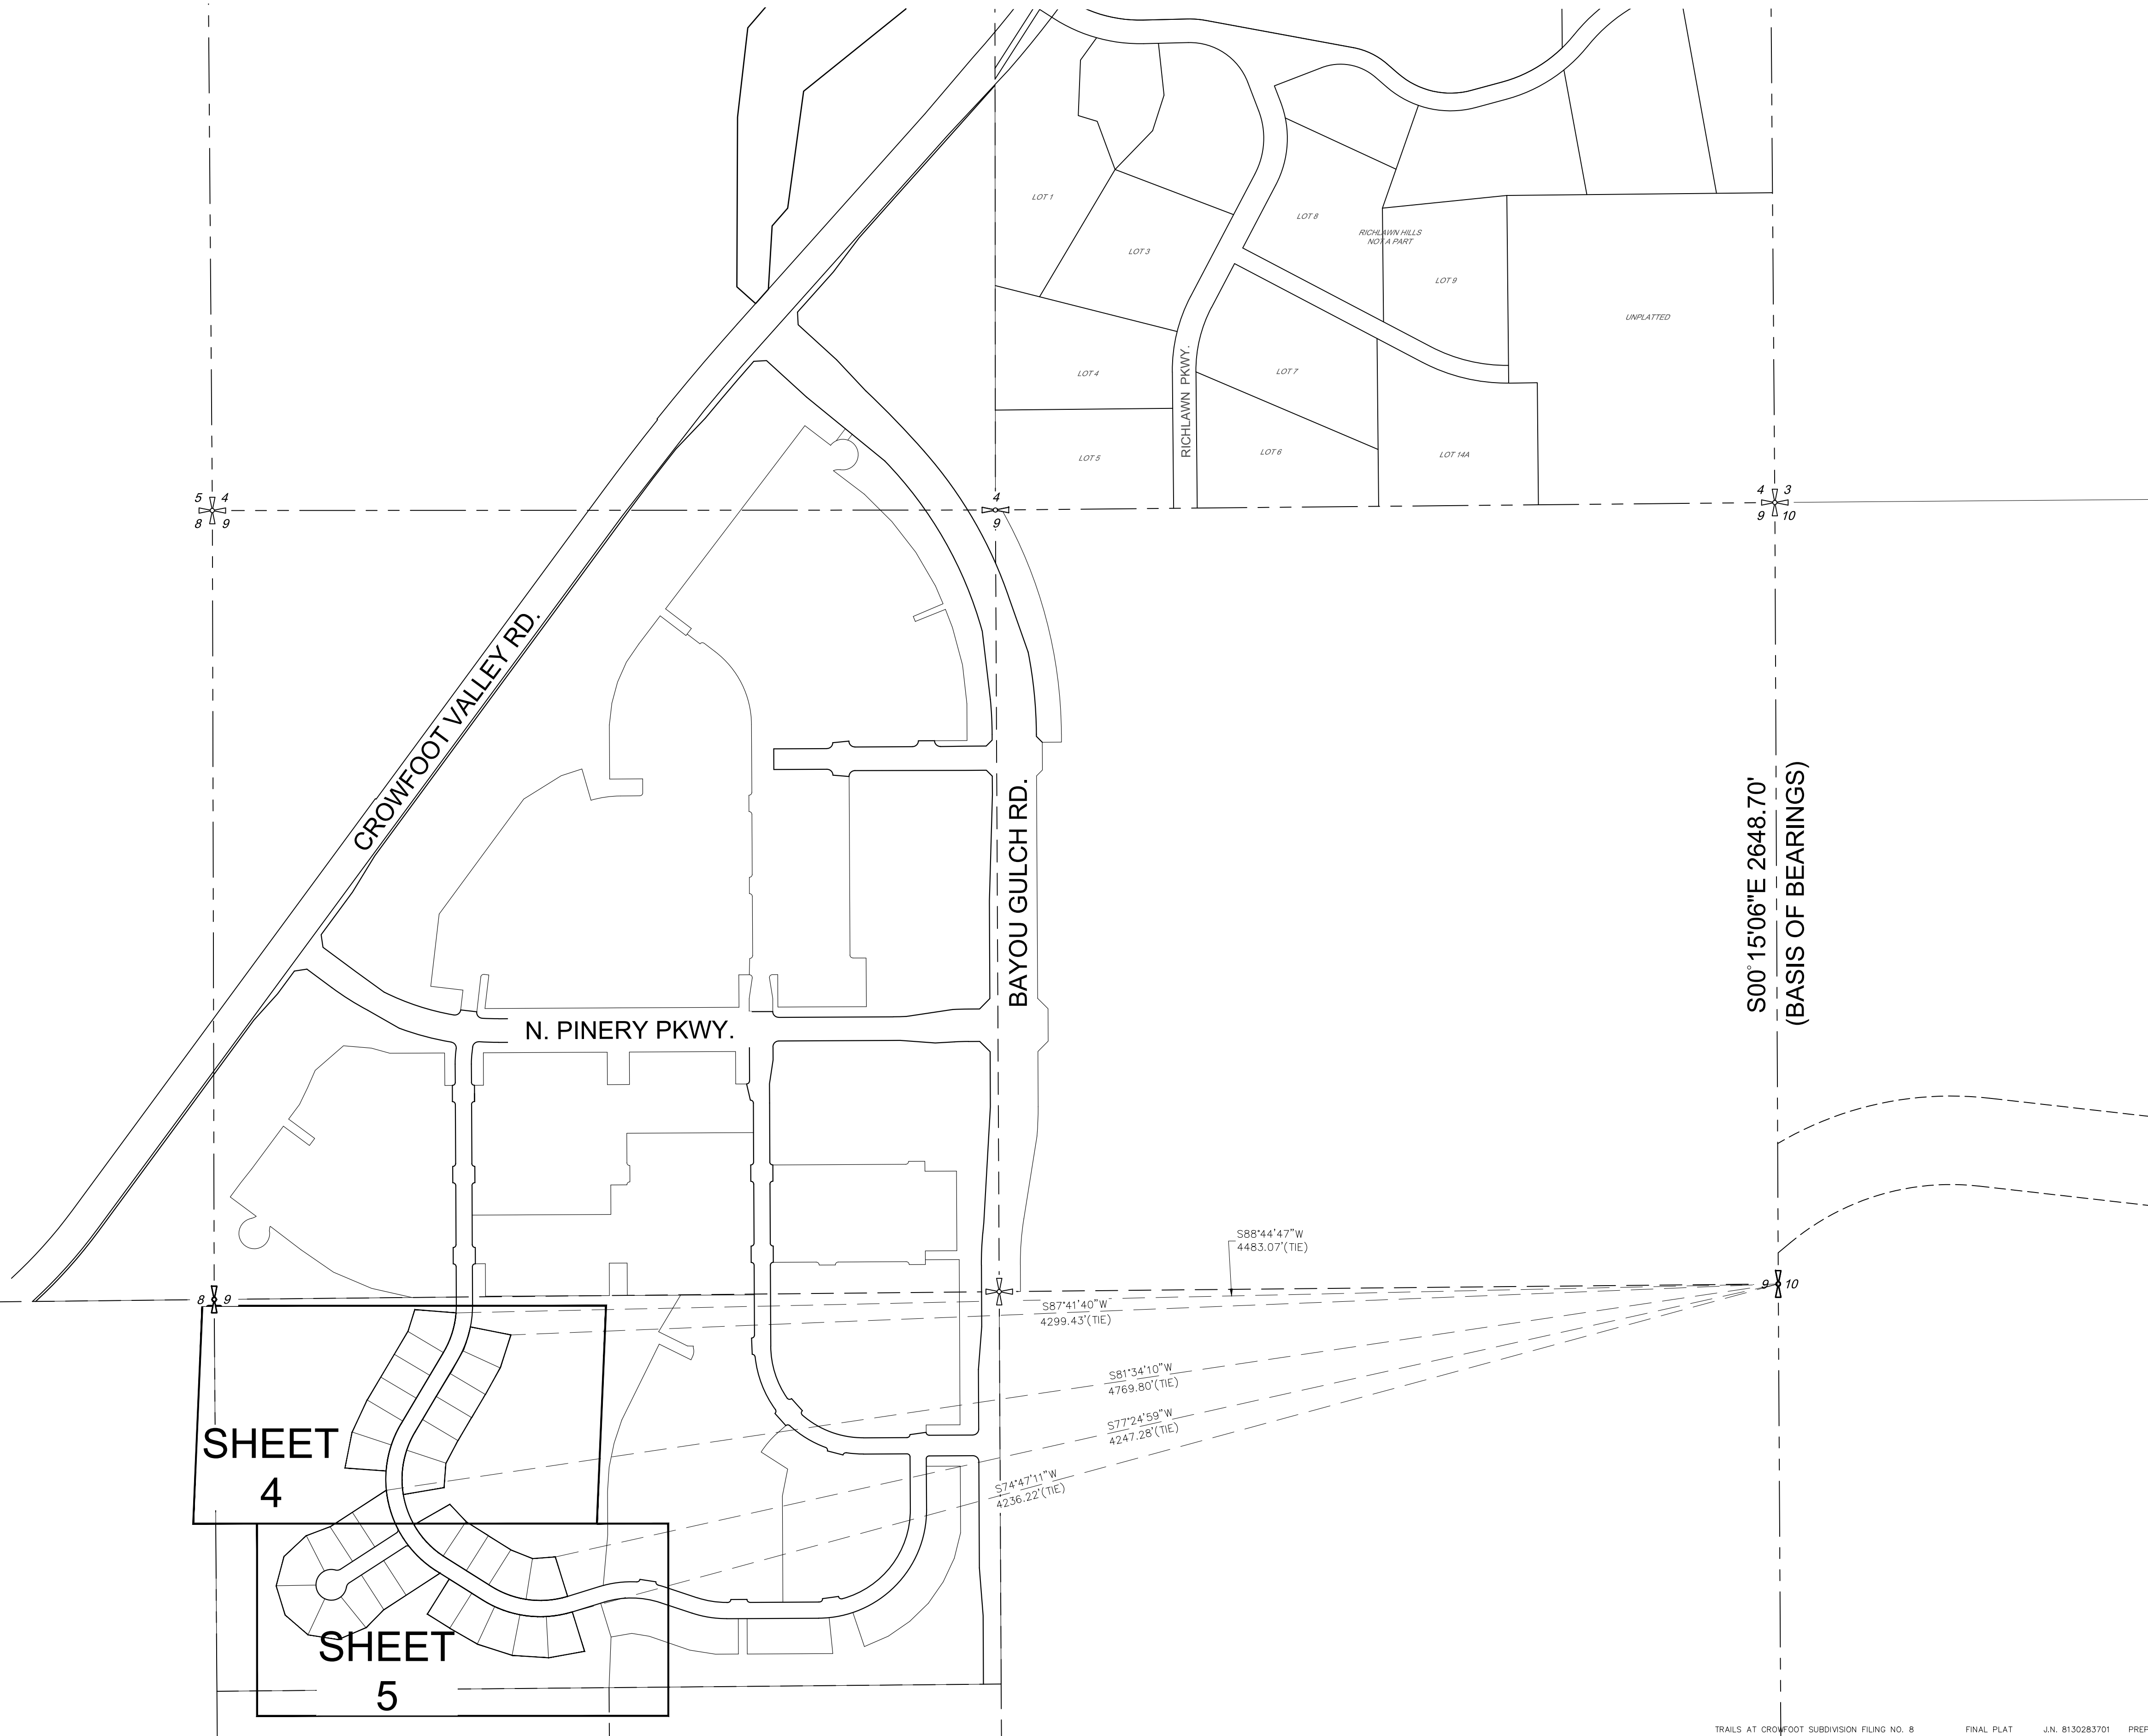 LOT 1
LOT 8
RICHLAWN HILLS
NOT A PART
LOT 3
LOT 9
UNPLATTED
LOT 4
RICHLAWN PKWY.
LOT 7
LOT 5
LOT 6
LOT 14A
5 4
8 9
4
9
4 3
9 10
CROWFOOT VALLEY RD.
BAYOU GULCH RD.
S00°15'06"E 2648.70'
(BASIS OF BEARINGS)
N. PINERY PKWY.
S88°44'47"W
4483.07'(TIE)
8 9
9 10
S87°41'40"W
4299.43'(TIE)
S81°34'10"W
4769.80'(TIE)
S77°24'59"W
4247.28'(TIE)
S74°47'11"W
4236.22'(TIE)
SHEET
4
SHEET
5
TRAILS AT CROWFOOT SUBDIVISION FILING NO. 8 FINAL PLAT J.N. 8130283701 PREF